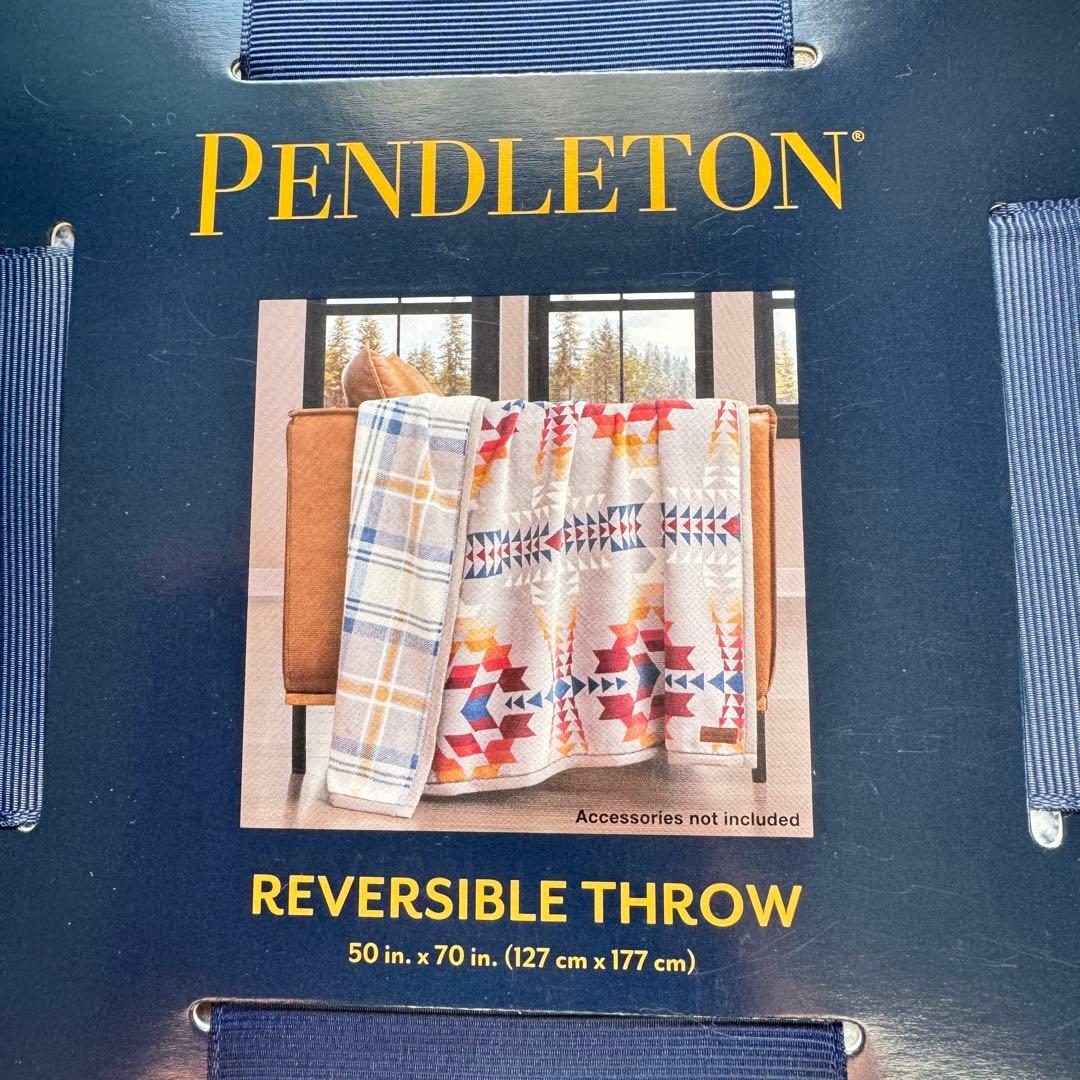 PENDLETON®
Accessories not included
REVERSIBLE THROW
50 in. x 70 in. (127 cm x 177 cm)